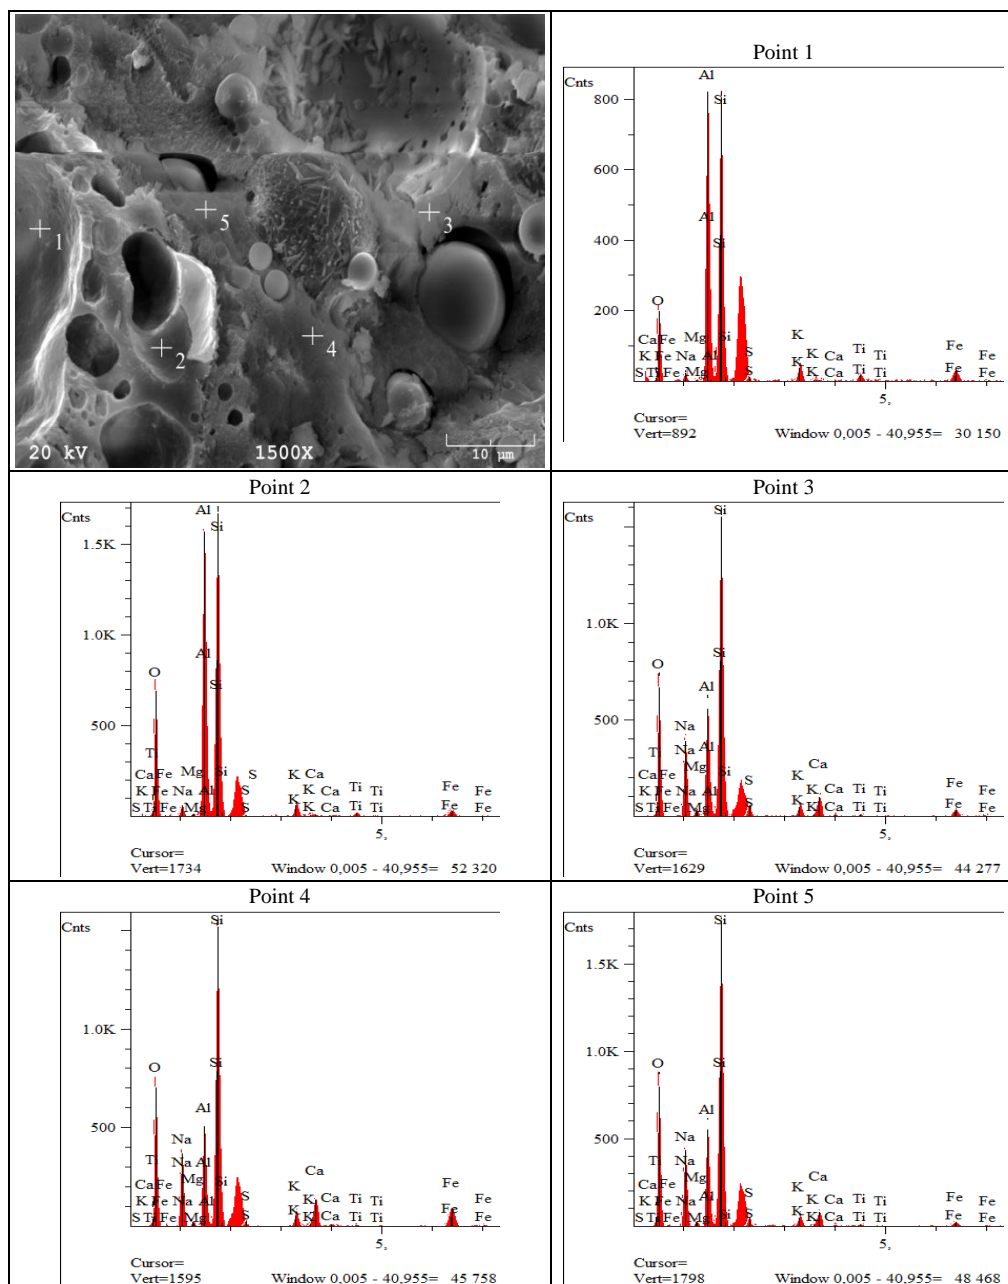 1
5
3
2
4
20 kV 1500X 10 µm
Point 1
Cnts
Al
Si
800
600
Al
Si
400
O
200
K
Ca Fe Mg Si Ti Fe
K Fe Na Al S K Ca Ti Fe
S Ti Fe Mg S K K Ca Ti Ti Fe Fe
5,
Cursor=
Vert=892 Window 0,005 - 40,955= 30 150
Point 2
Cnts
Al
Si
1.5K
1.0K
Al
O
Si
500
Ti
Ca Fe Mg Si S K Ca Ti Fe
K Fe Na Al S K Ca Ti Fe
S Ti Fe Mg S K K Ca Ti Fe Fe
5,
Cursor=
Vert=1734 Window 0,005 - 40,955= 52 320
Point 3
Cnts
Si
1.0K
O
Si
Al
500
Na
Ti Na Al
Mg Ca
Ca Fe Si K Ti Fe
K Fe Na Al S K Ca Ti Fe
S Ti Fe Mg S K K Ca Ti Fe Fe
5,
Cursor=
Vert=1629 Window 0,005 - 40,955= 44 277
Point 4
Cnts
Si
1.0K
O
Si
Al
500
Na
Ti Na Al Ca
Ca Fe Mg Si K Fe
K Fe Na Al S K Ca Ti Fe
S Ti Fe Mg S K K Ca Ti Ti Fe Fe
5,
Cursor=
Vert=1595 Window 0,005 - 40,955= 45 758
Point 5
Cnts
Si
1.5K
1.0K
O
Si
Al
500
Na
Ti Na
Mg Ca
Ca Fe Al K Ti Fe
K Fe Na S K Ca Ti Fe
S Ti Fe Mg Si S K K Ca Ti Fe Fe
5,
Cursor=
Vert=1798 Window 0,005 - 40,955= 48 468